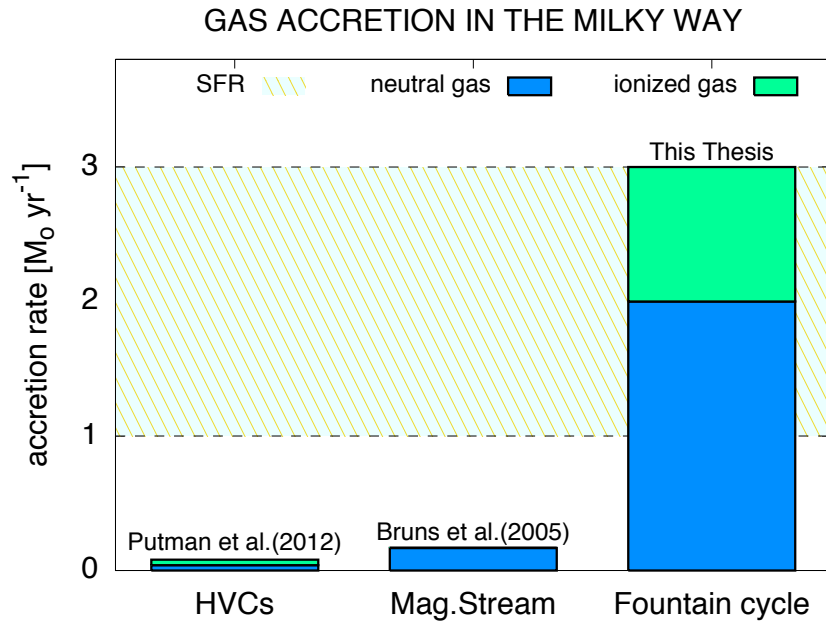 GAS ACCRETION IN THE MILKY WAY
SFR neutral gas ionized gas
This Thesis
3
2
1
0
accretion rate [M₀ yr⁻¹]
Putman et al.(2012)
Bruns et al.(2005)
HVCs Mag.Stream Fountain cycle